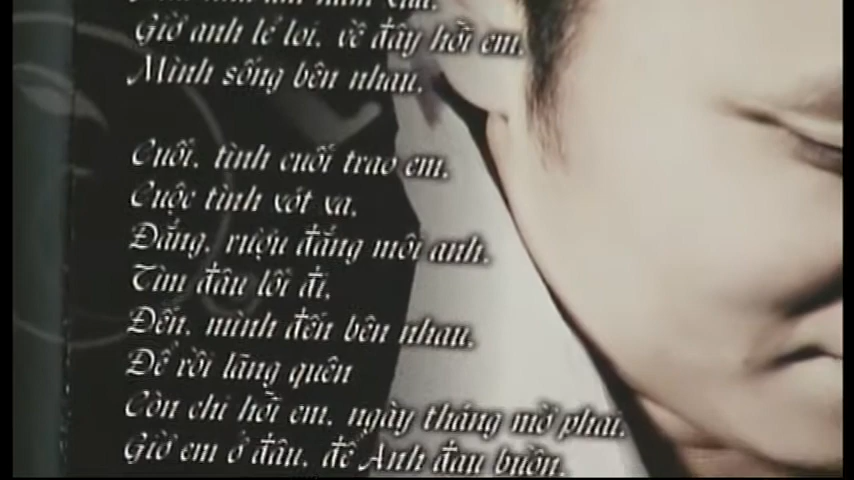 Giờ anh lẻ loi, về đây hỡi em,
Mình sống bên nhau.
Cuối, tình cuối trao em.
Cuộc tình xót xa.
Đắng, rượu đắng môi anh.
Tìm đâu lối đi,
Đến, mình đến bên nhau.
Để rồi lãng quên
Còn chi hỡi em, ngày tháng mờ phai,
Giờ em ở đâu, để Anh đau buồn.